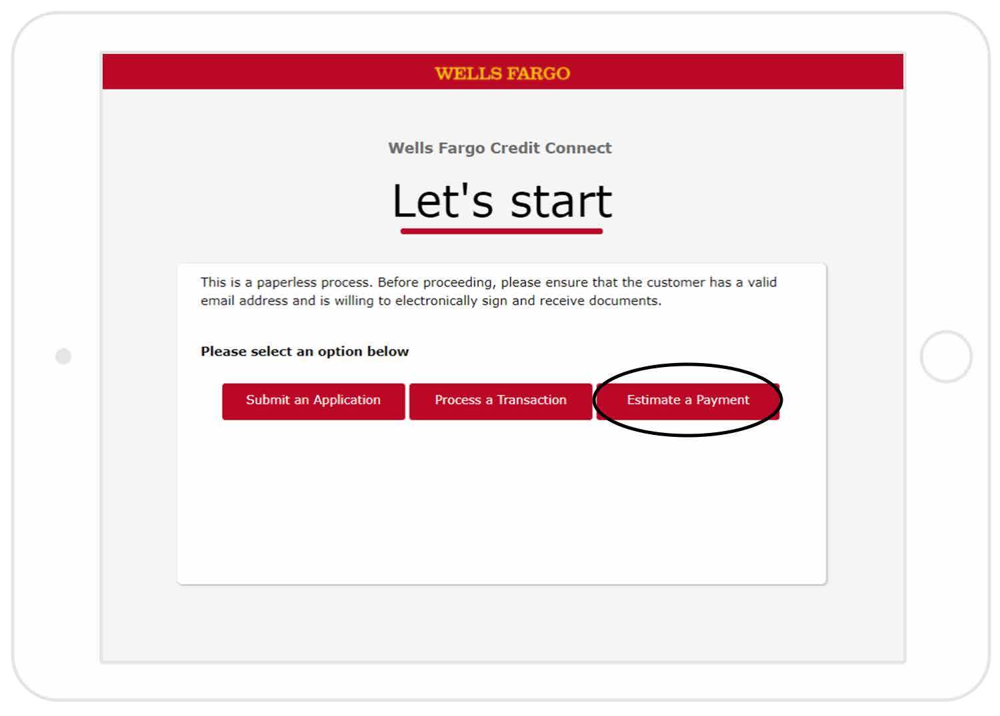 WELLS FARGO
Wells Fargo Credit Connect
Let's start
This is a paperless process. Before proceeding, please ensure that the customer has a valid
email address and is willing to electronically sign and receive documents.
Please select an option below
Submit an Application
Process a Transaction
Estimate a Payment